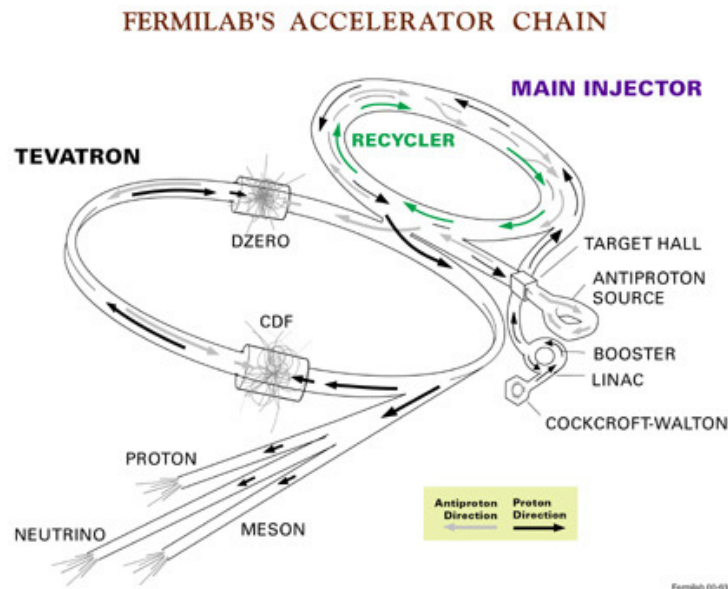 FERMILAB'S ACCELERATOR CHAIN
MAIN INJECTOR
RECYCLER
TEVATRON
DZERO
TARGET HALL
ANTIPROTON
SOURCE
CDF
BOOSTER
LINAC
COCKCROFT-WALTON
PROTON
NEUTRINO
MESON
Antiproton
Direction
Proton
Direction